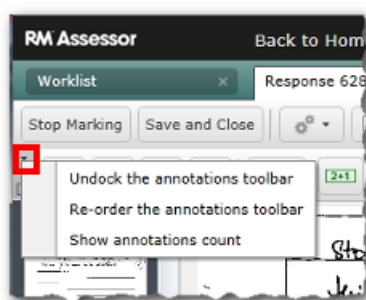 RM Assessor Back to Hom
Worklist × Response 628
Stop Marking Save and Close
2+1
Undock the annotations toolbar
Re-order the annotations toolbar
Show annotations count